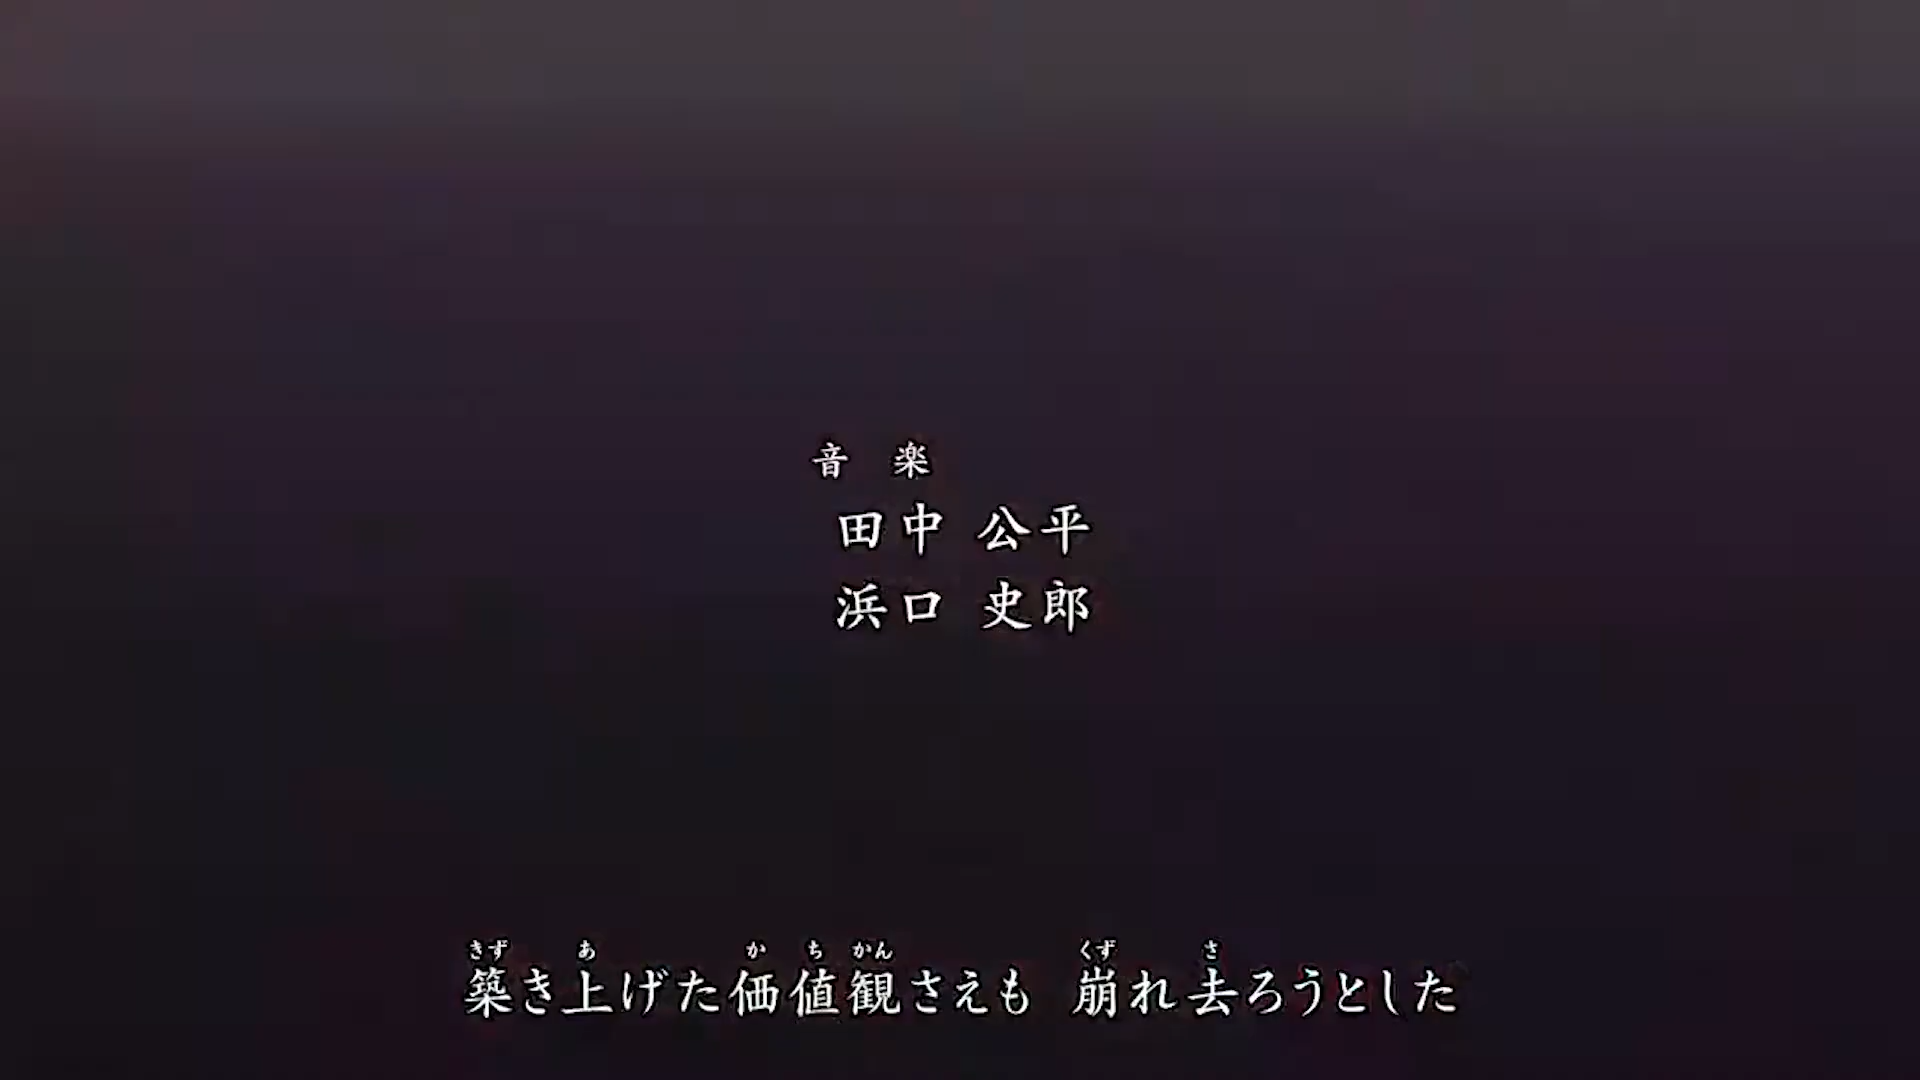 音 楽
田中 公平
浜口 史郎
きず あ か ち かん くず さ
築き上げた価値観さえも 崩れ去ろうとした